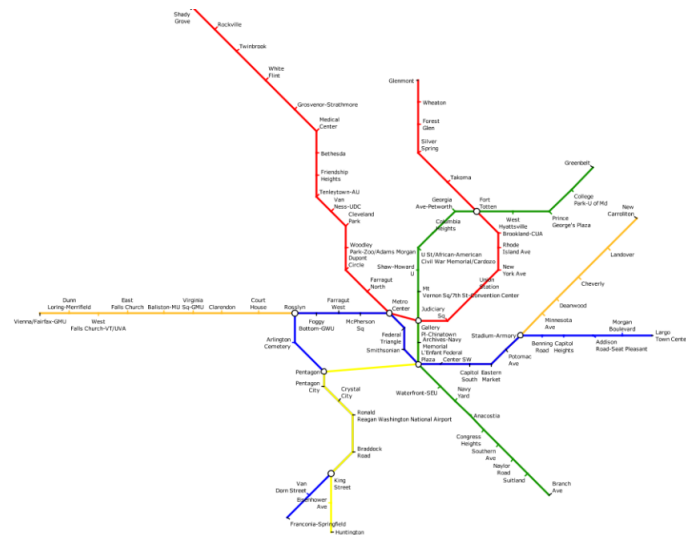 Shady
Grove
Rockville
Twinbrook
White
Flive
Grosvenor-Strathmore
Medical
Center
Bethesda
Friendship
Heights
Tenleytown-AU
Van
Ness-UDC
Cleveland
Park
Woodley
Park-Zoo/Adams Morgan
Dupont
Circle
Farragut
North
Glenmont
Wheaton
Forest
Glen
Silver
Spring
Takoma
Fort
Totten
Georgia
Ave-Petworth
Columbia
Heights
West
Hyattsville
Brookland-CUA
Rhode
Island Ave
New
York Ave
Union
Station
Judiciary
Sq
Greenbelt
College
Park-U of Md
Prince
George's Plaza
New
Carrollton
Landover
Cheverly
Deanwood
Minnesota
Ave
U St/African-American
Civil War Memorial/Cardozo
Shaw-Howard
U
Mt
Vernon Sq/7th St-Convention Center
Metro
Center
Gallery
Pl-Chinatown
Archives-Navy
Memorial
L'Enfant Federal
Plaza
Center SW
Federal
Triangle
Smithsonian
Vienna/Fairfax-GMU
Dunn
Loring-Merrifield
West
Falls Church-VT/UVA
East
Falls Church
Ballston-MU
Virginia
Sq-GMU
Clarendon
Court
House
Rosslyn
Foggy
Bottom-GWU
Farragut
West
McPherson
Sq
Arlington
Cemetery
Pentagon
Pentagon
City
Crystal
City
Ronald
Reagan Washington National Airport
Braddock
Road
King
Street
Van
Dorn Street
Eisenhower
Ave
Franconia-Springfield
Huntington
Waterfront-SEU
Navy
Yard
Anacostia
Congress
Heights
Southern
Ave
Naylor
Road
Suitland
Branch
Ave
Capitol
South
Eastern
Market
Potomac
Ave
Stadium-Armory
Benning
Road
Capitol
Heights
Addison
Road-Seat Pleasant
Morgan
Boulevard
Largo
Town Cente